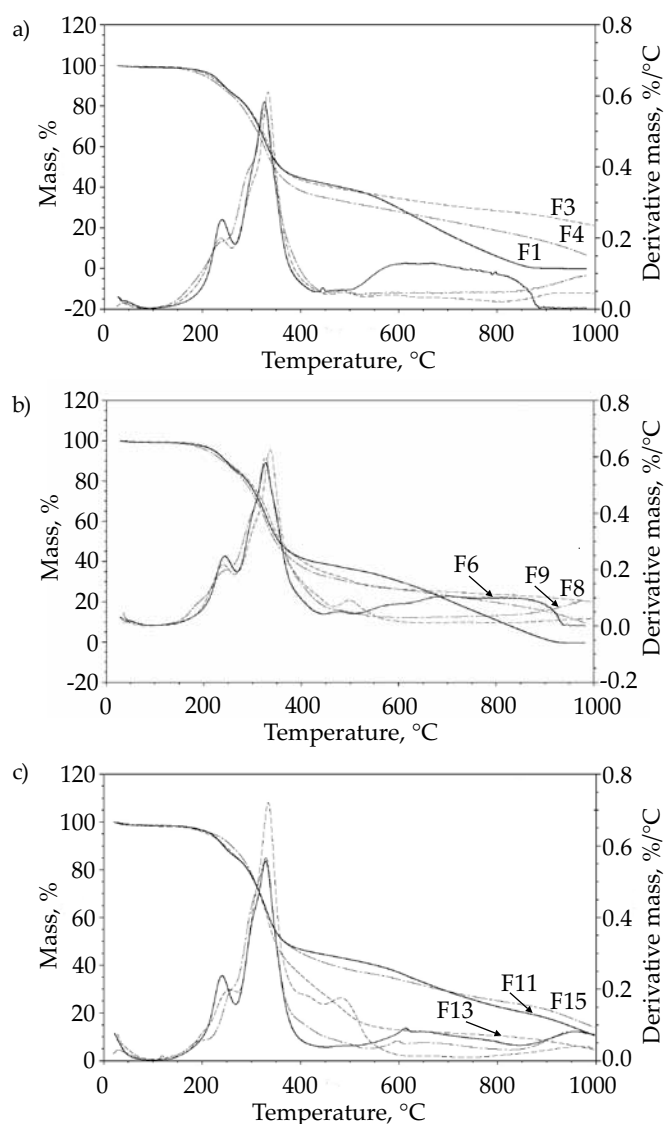 a)
Mass, %
120
100
80
60
40
20
0
-20
0.8
0.6
0.4
0.2
0.0
Derivative mass, %/°C
F3
F4
F1
0 200 400 600 800 1000
Temperature, °C
b)
Mass, %
120
100
80
60
40
20
0
-20
0.8
0.6
0.4
0.2
0.0
-0.2
Derivative mass, %/°C
F6
F9
F8
0 200 400 600 800 1000
Temperature, °C
c)
Mass, %
120
100
80
60
40
20
0
0.8
0.6
0.4
0.2
0.0
Derivative mass, %/°C
F11
F13
F15
0 200 400 600 800 1000
Temperature, °C